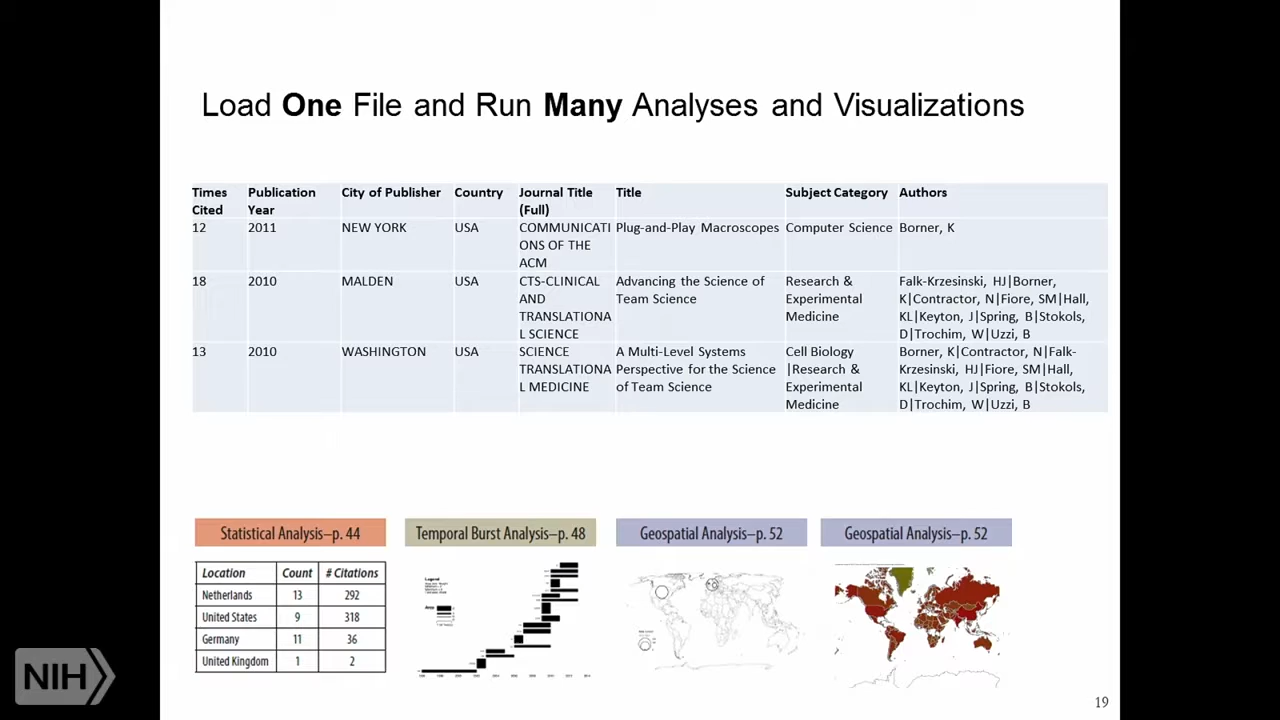 Load One File and Run Many Analyses and Visualizations
Times Cited
Publication Year
City of Publisher
Country
Journal Title (Full)
Title
Subject Category
Authors
12
2011
NEW YORK
USA
COMMUNICATI
ONS OF THE
ACM
Plug-and-Play Macroscopes
Computer Science
Borner, K
18
2010
MALDEN
USA
CTS-CLINICAL
AND
TRANSLATIONA
L SCIENCE
Advancing the Science of
Team Science
Research &
Experimental
Medicine
Falk-Krzesinski, HJ|Borner,
K|Contractor, N|Fiore, SM|Hall,
KL|Keyton, J|Spring, B|Stokols,
D|Trochim, W|Uzzi, B
13
2010
WASHINGTON
USA
SCIENCE
TRANSLATIONA
L MEDICINE
A Multi-Level Systems
Perspective for the Science
of Team Science
Cell Biology
|Research &
Experimental
Medicine
Borner, K|Contractor, N|Falk-
Krzesinski, HJ|Fiore, SM|Hall,
KL|Keyton, J|Spring, B|Stokols,
D|Trochim, W|Uzzi, B
Statistical Analysis–p. 44
Temporal Burst Analysis–p. 48
Geospatial Analysis–p. 52
Geospatial Analysis–p. 52
Location Count # Citations
Netherlands 13 292
United States 9 318
Germany 11 36
United Kingdom 1 2
Legend
NIH
19